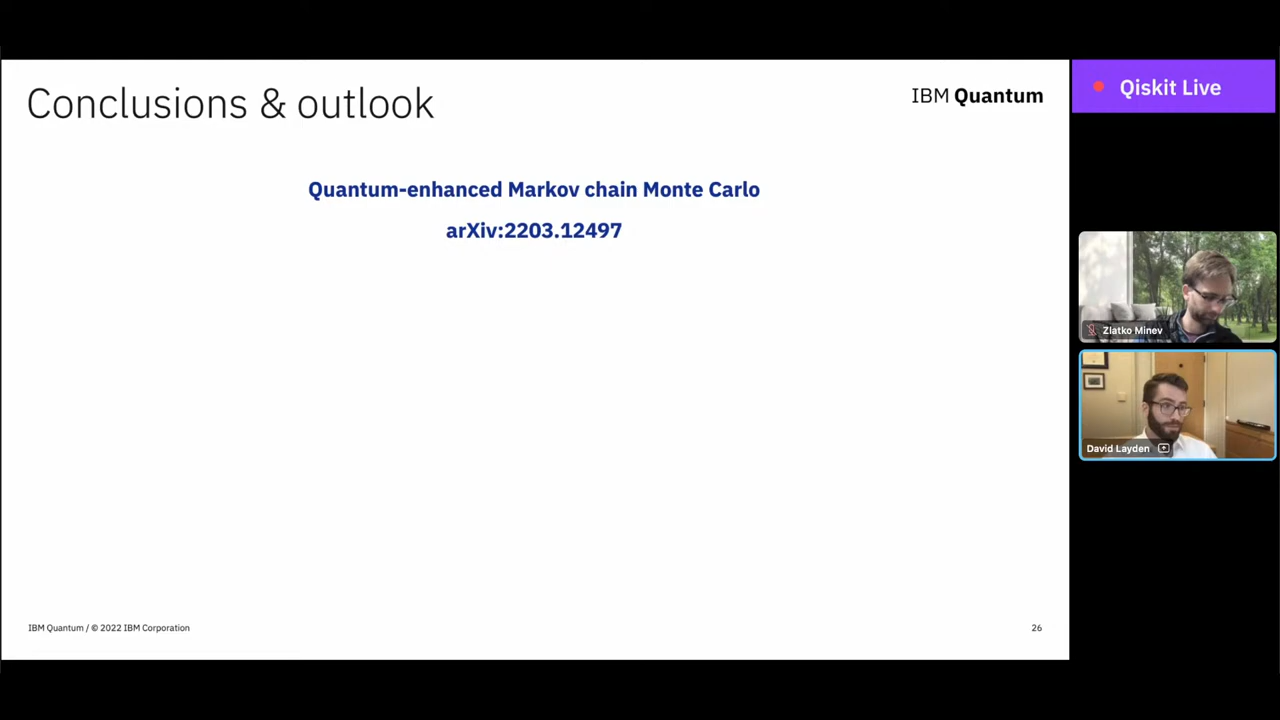 Conclusions & outlook
IBM Quantum
Qiskit Live
Quantum-enhanced Markov chain Monte Carlo
arXiv:2203.12497
Zlatko Minev
David Layden
IBM Quantum / © 2022 IBM Corporation
26